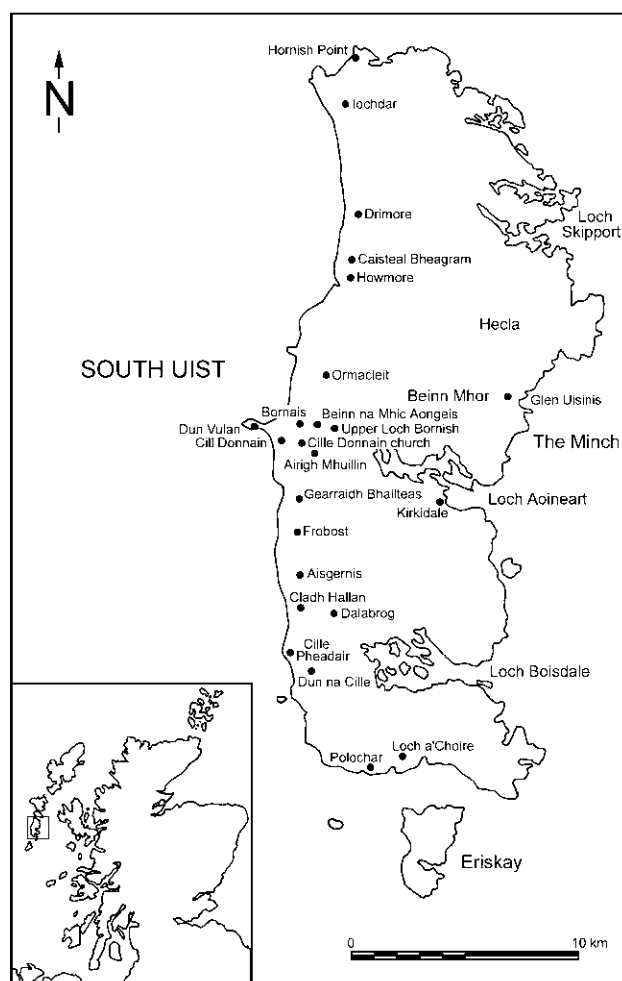 Hornish Point
N
Iochdar
Loch
Skipport
Drimore
Caisteal Bheagram
Howmore
Hecla
SOUTH UIST
Ormacleit
Beinn Mhor
Glen Uisinis
Bornais
Beinn na Mhic Aongeis
Dun Vulan
Upper Loch Bornish
Cill Donnain
Cille Donnain church
The Minch
Airigh Mhuillin
Gearraidh Bhailteas
Loch Aoineart
Kirkidale
Frobost
Aisgernis
Cladh Hallan
Dalabrog
Cille
Pheadair
Loch Boisdale
Dun na Cille
Loch a'Choire
Polochar
Eriskay
0
10 km